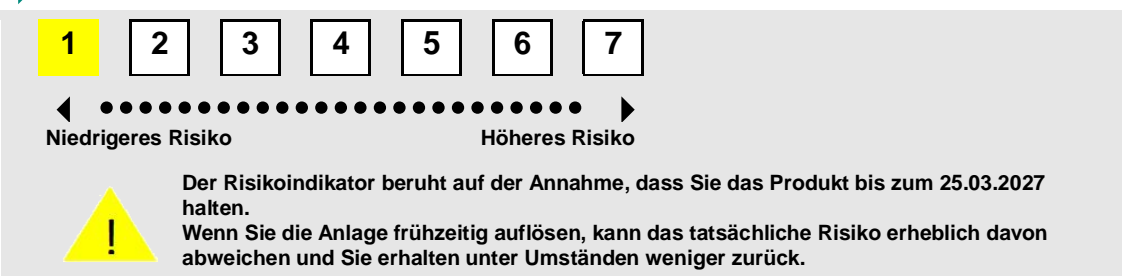 1 2 3 4 5 6 7
Niedrigeres Risiko Höheres Risiko
Der Risikoindikator beruht auf der Annahme, dass Sie das Produkt bis zum 25.03.2027
halten.
Wenn Sie die Anlage frühzeitig auflösen, kann das tatsächliche Risiko erheblich davon
abweichen und Sie erhalten unter Umständen weniger zurück.
!